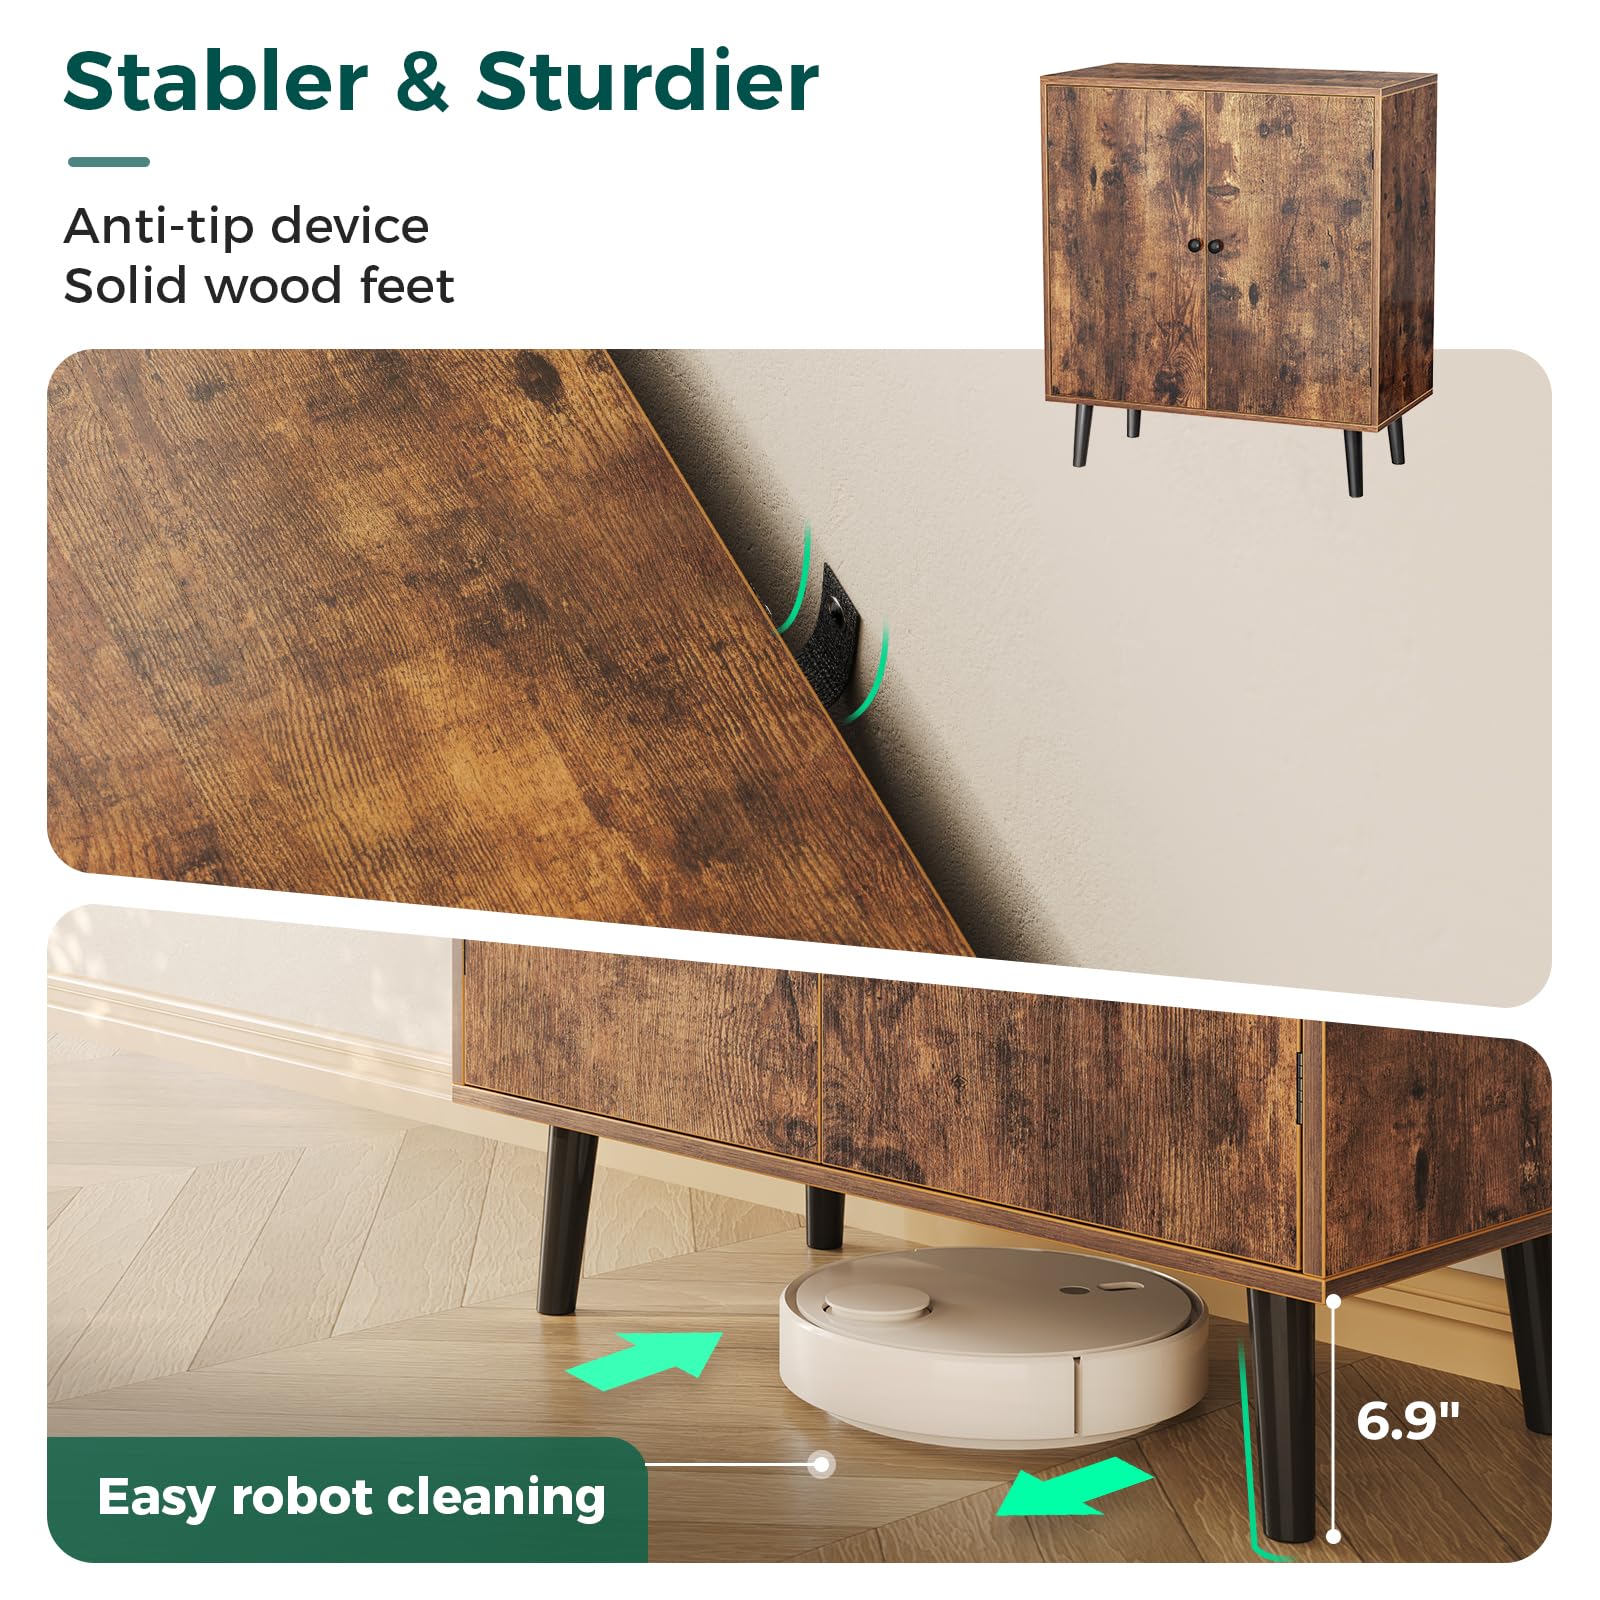 Stabler & Sturdier
Anti-tip device
Solid wood feet
6.9"
Easy robot cleaning